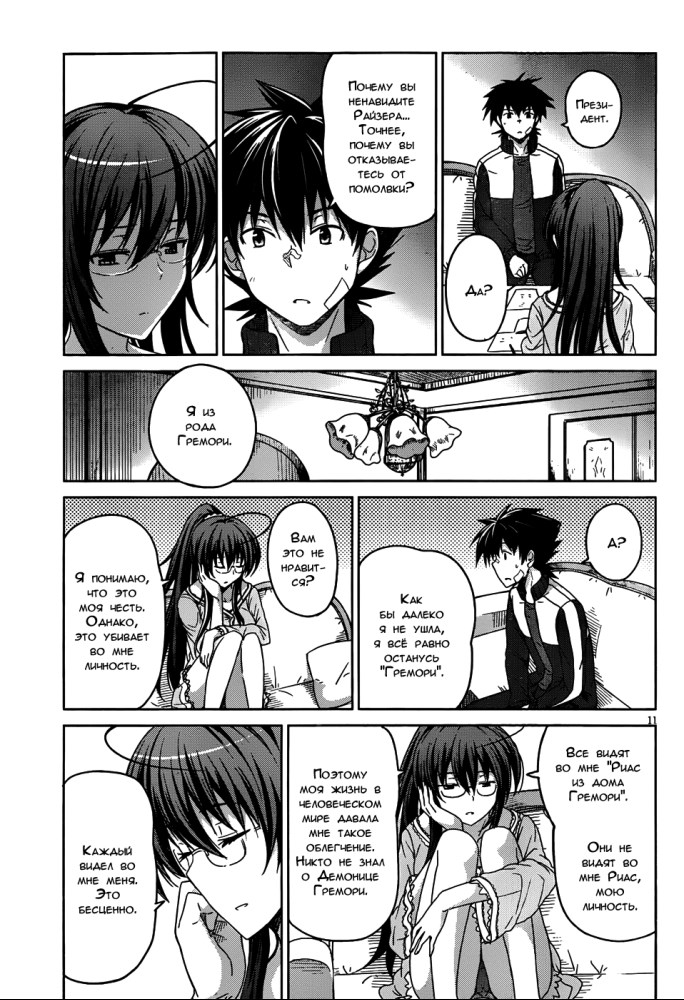 Прези-
дент.
Да?
Почему вы
ненавидите
Райзера...
Точнее,
почему вы
отказывае-
тесь от
помолвки?
Я из
рода
Гремори.
А?
Как
бы далеко
я не ушла,
я всё равно
останусь
"Гремори".
Вам
это не
нравит-
ся?
Я понимаю,
что это
моя честь.
Однако,
это убивает
во мне
личность.
11
Все видят
во мне "Риас
из дома
Гремори".
Они не
видят во
мне Риас,
мою
личность.
Поэтому
моя жизнь в
человеческом
мире давала
мне такое
облегчение.
Никто не знал
о Демонице
Гремори.
Каждый
видел во
мне меня.
Это
бесценно.